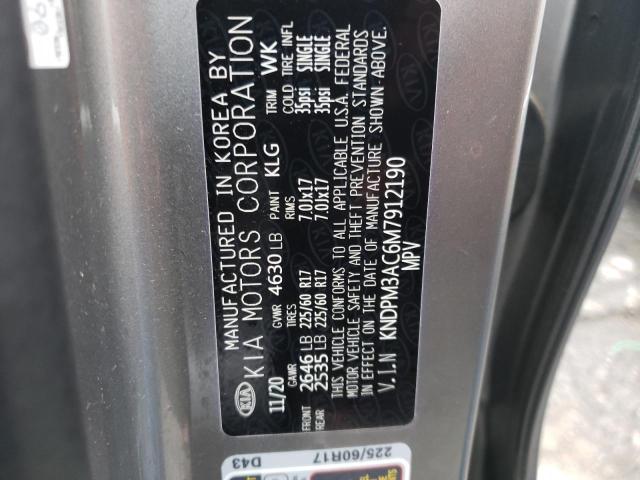 KIA
MANUFACTURED IN KOREA BY
KIA MOTORS CORPORATION
11/20 GVWR 4630 LB PAINT KLG TRIM WK
GAWR TIRES RIMS COLD TIRE INFL
FRONT 2646 LB 225/60 R17 7.0Jx17 35psi SINGLE
REAR 2535 LB 225/60 R17 7.0Jx17 35psi SINGLE
THIS VEHICLE CONFORMS TO ALL APPLICABLE U.S.A. FEDERAL
MOTOR VEHICLE SAFETY AND THEFT PREVENTION STANDARDS
IN EFFECT ON THE DATE OF MANUFACTURE SHOWN ABOVE.
V.I.N KNDPM3AC6M7912190
MPV
D43
225/60R17